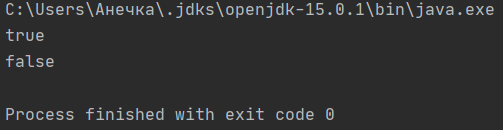 C:\Users\Анечка\.jdks\openjdk-15.0.1\bin\java.exe
true
false
Process finished with exit code 0